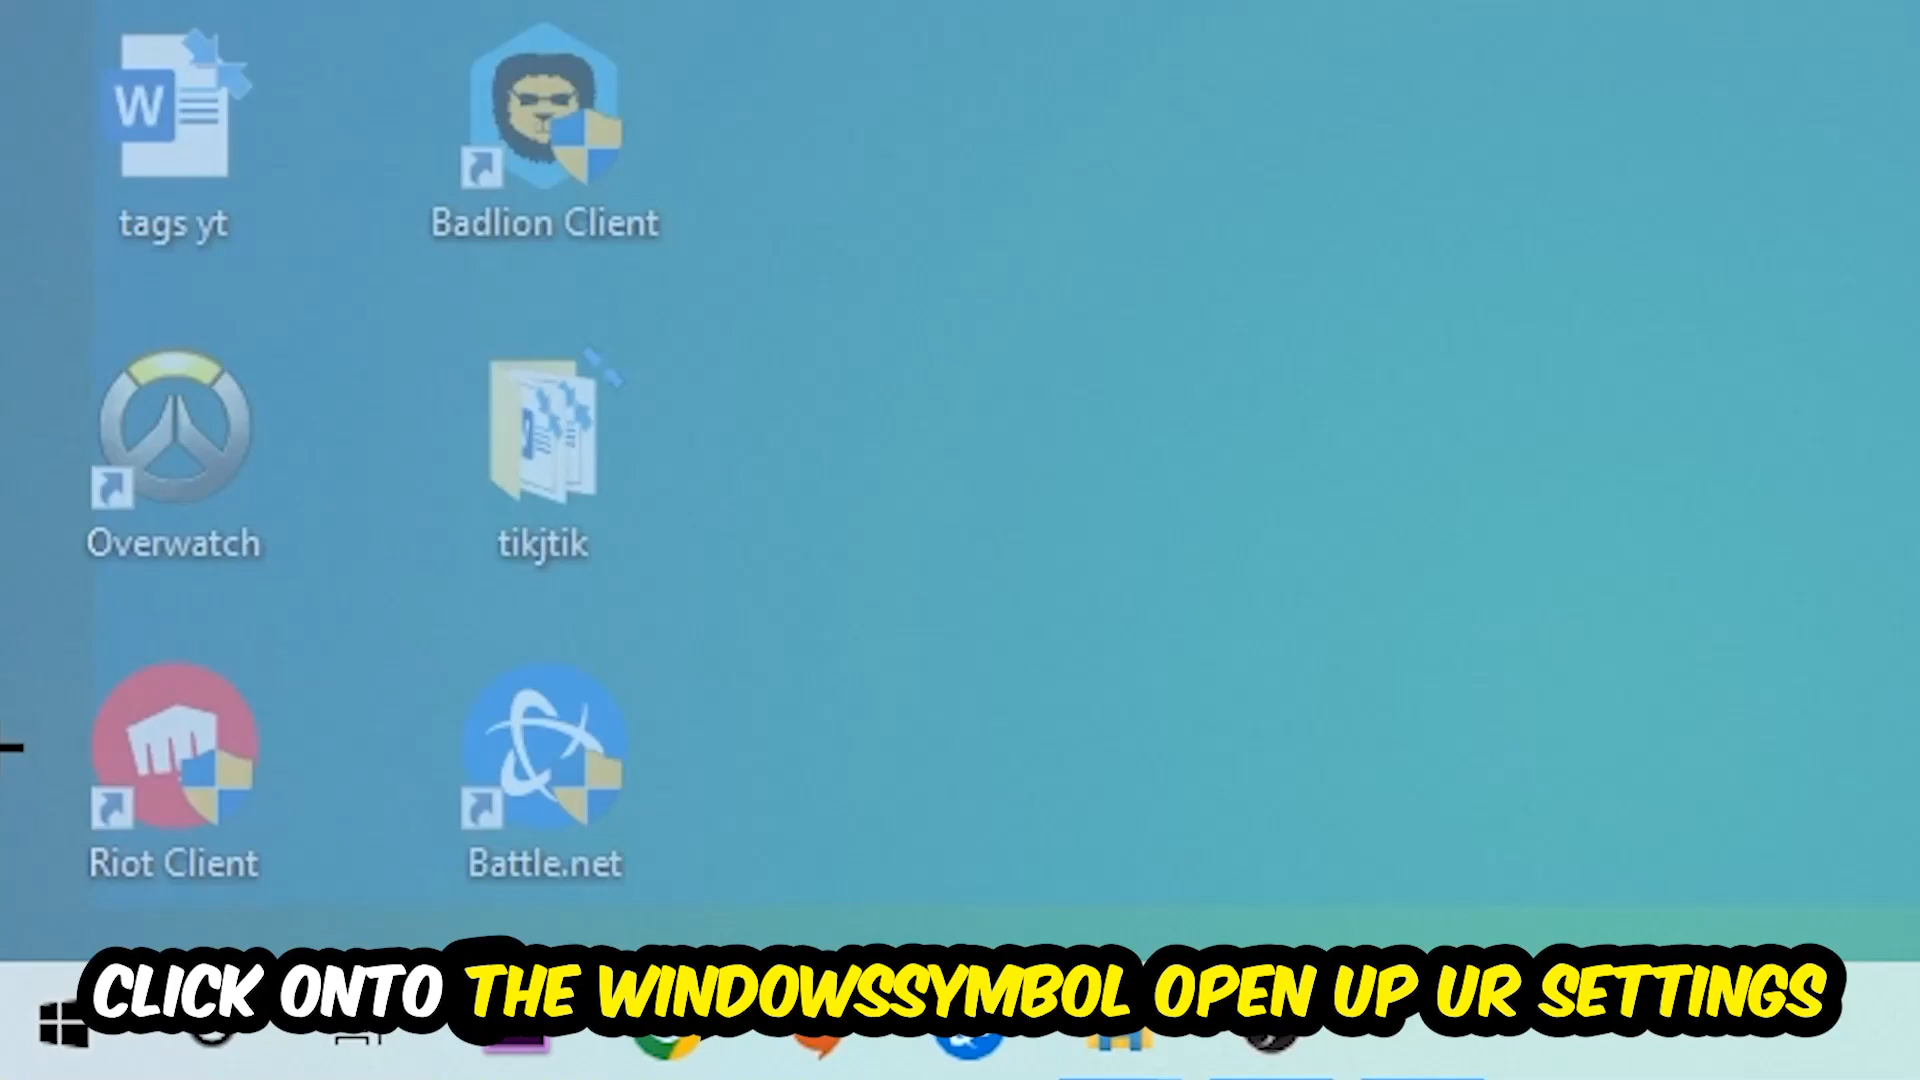 W
tags yt
Badlion Client
Overwatch
tikjtik
Riot Client
Battle.net
CLICK ONTO THE WINDOWSSYMBOL OPEN UP UR SETTINGS